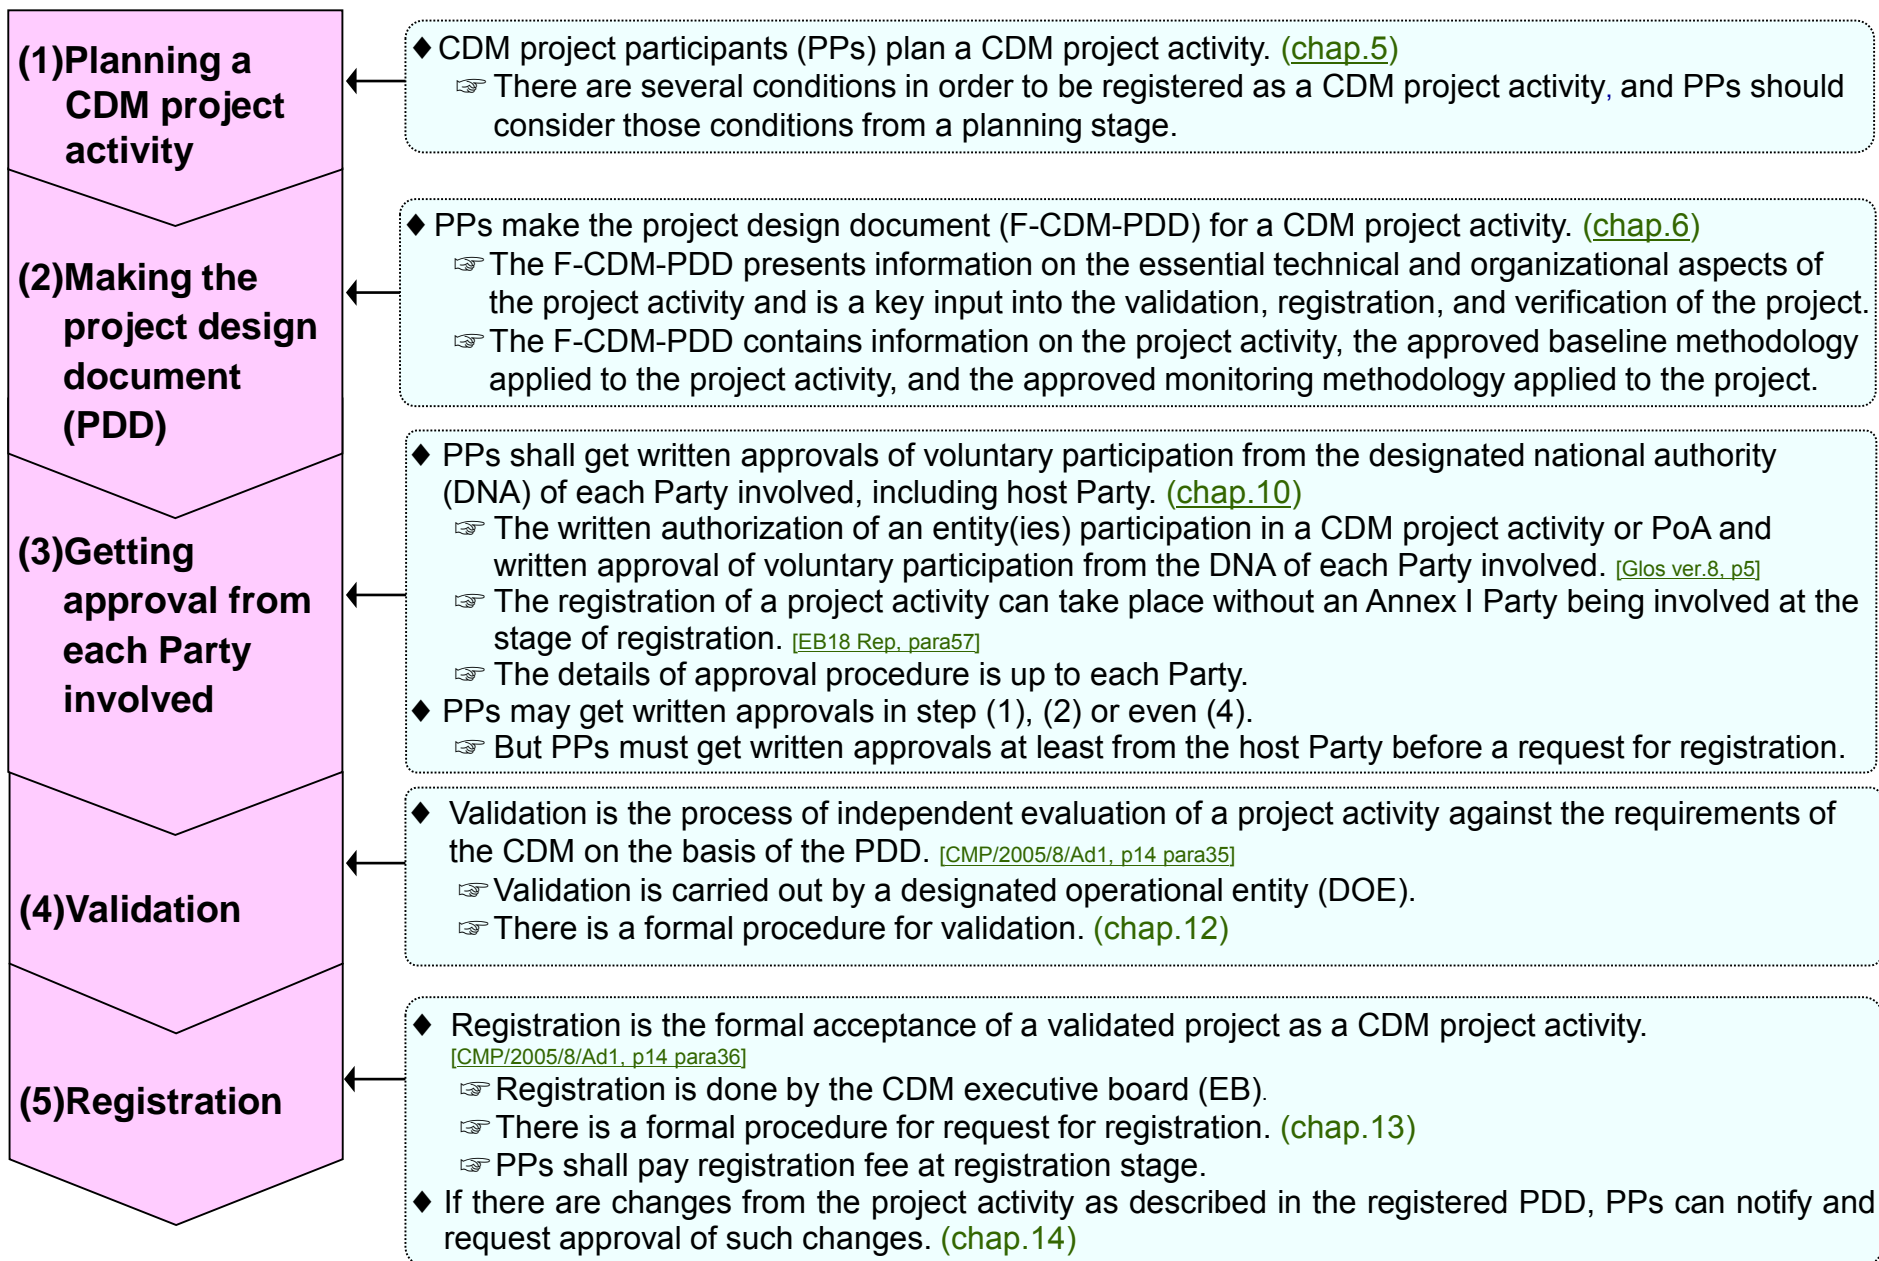 (1)Planning a
CDM project
activity
♦ CDM project participants (PPs) plan a CDM project activity. (chap.5)
☞ There are several conditions in order to be registered as a CDM project activity, and PPs should
consider those conditions from a planning stage.
(2)Making the
project design
document
(PDD)
♦ PPs make the project design document (F-CDM-PDD) for a CDM project activity. (chap.6)
☞ The F-CDM-PDD presents information on the essential technical and organizational aspects of
the project activity and is a key input into the validation, registration, and verification of the project.
☞ The F-CDM-PDD contains information on the project activity, the approved baseline methodology
applied to the project activity, and the approved monitoring methodology applied to the project.
(3)Getting
approval from
each Party
involved
♦ PPs shall get written approvals of voluntary participation from the designated national authority
(DNA) of each Party involved, including host Party. (chap.10)
☞ The written authorization of an entity(ies) participation in a CDM project activity or PoA and
written approval of voluntary participation from the DNA of each Party involved. [Glos ver.8, p5]
☞ The registration of a project activity can take place without an Annex I Party being involved at the
stage of registration. [EB18 Rep, para57]
☞ The details of approval procedure is up to each Party.
♦ PPs may get written approvals in step (1), (2) or even (4).
☞ But PPs must get written approvals at least from the host Party before a request for registration.
(4)Validation
♦ Validation is the process of independent evaluation of a project activity against the requirements of
the CDM on the basis of the PDD. [CMP/2005/8/Ad1, p14 para35]
☞ Validation is carried out by a designated operational entity (DOE).
☞ There is a formal procedure for validation. (chap.12)
(5)Registration
♦ Registration is the formal acceptance of a validated project as a CDM project activity.
[CMP/2005/8/Ad1, p14 para36]
☞ Registration is done by the CDM executive board (EB).
☞ There is a formal procedure for request for registration. (chap.13)
☞ PPs shall pay registration fee at registration stage.
♦ If there are changes from the project activity as described in the registered PDD, PPs can notify and
request approval of such changes. (chap.14)